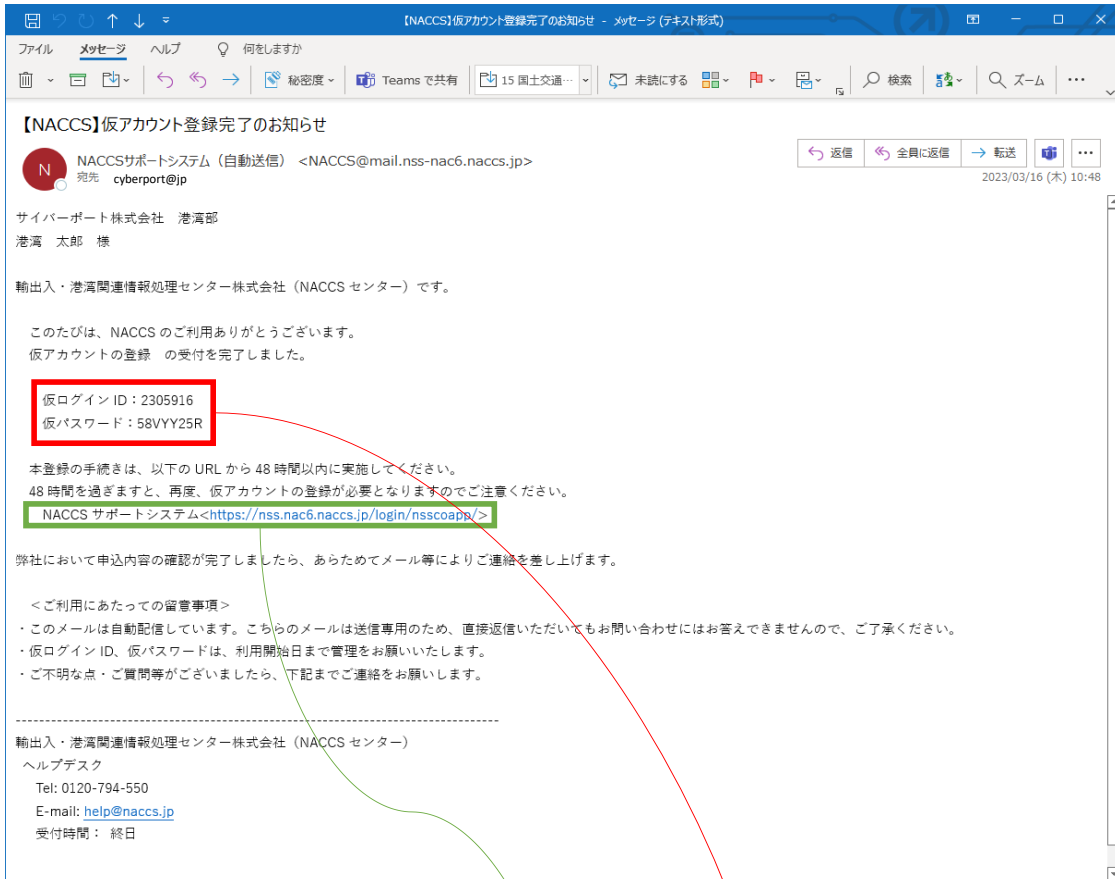 【NACCS】仮アカウント登録完了のお知らせ - メッセージ (テキスト形式)
ファイル メッセージ ヘルプ 何をしますか
秘密度 Teams で共有 15 国土交通… 未読にする 検索 ズーム
【NACCS】仮アカウント登録完了のお知らせ
N
NACCSサポートシステム（自動送信） <NACCS@mail.nss-nac6.naccs.jp>
宛先 cyberport@jp
返信 全員に返信 転送
2023/03/16 (木) 10:48
サイバーポート株式会社 港湾部
港湾 太郎 様
輸出入・港湾関連情報処理センター株式会社（NACCS センター）です。
このたびは、NACCS のご利用ありがとうございます。
仮アカウントの登録 の受付を完了しました。
仮ログイン ID：2305916
仮パスワード：58VYY25R
本登録の手続きは、以下の URL から 48 時間以内に実施してください。
48 時間を過ぎますと、再度、仮アカウントの登録が必要となりますのでご注意ください。
NACCS サポートシステム<https://nss.nac6.naccs.jp/login/nsscoapp/>
弊社において申込内容の確認が完了しましたら、あらためてメール等によりご連絡を差し上げます。
＜ご利用にあたっての留意事項＞
・このメールは自動配信しています。こちらのメールは送信専用のため、直接返信いただいてもお問い合わせにはお答えできませんので、ご了承ください。
・仮ログイン ID、仮パスワードは、利用開始日まで管理をお願いいたします。
・ご不明な点・ご質問等がございましたら、下記までご連絡をお願いします。
-----------------------------------------------------------------------------------
輸出入・港湾関連情報処理センター株式会社（NACCS センター）
ヘルプデスク
Tel: 0120-794-550
E-mail: help@naccs.jp
受付時間： 終日